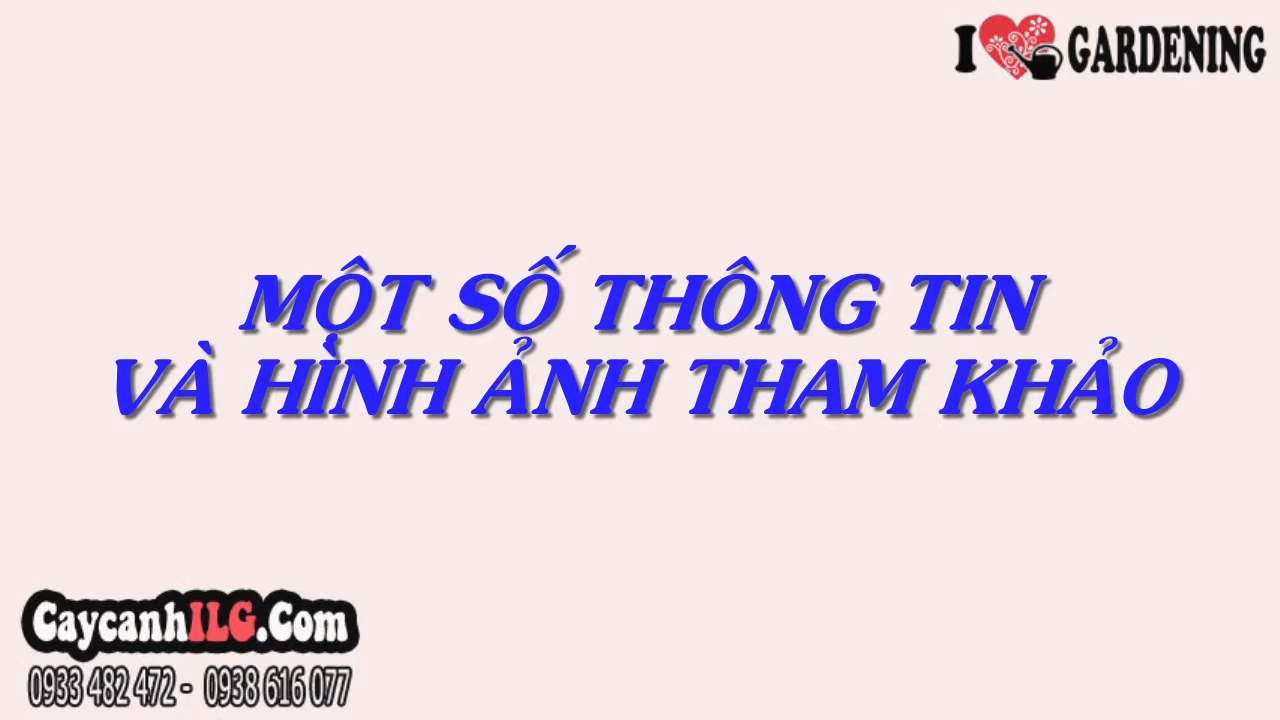 I GARDENING
MỘT SỐ THÔNG TIN
VÀ HÌNH ẢNH THAM KHẢO
CaycanhILG.Com
0933 482 472 - 0938 616 077